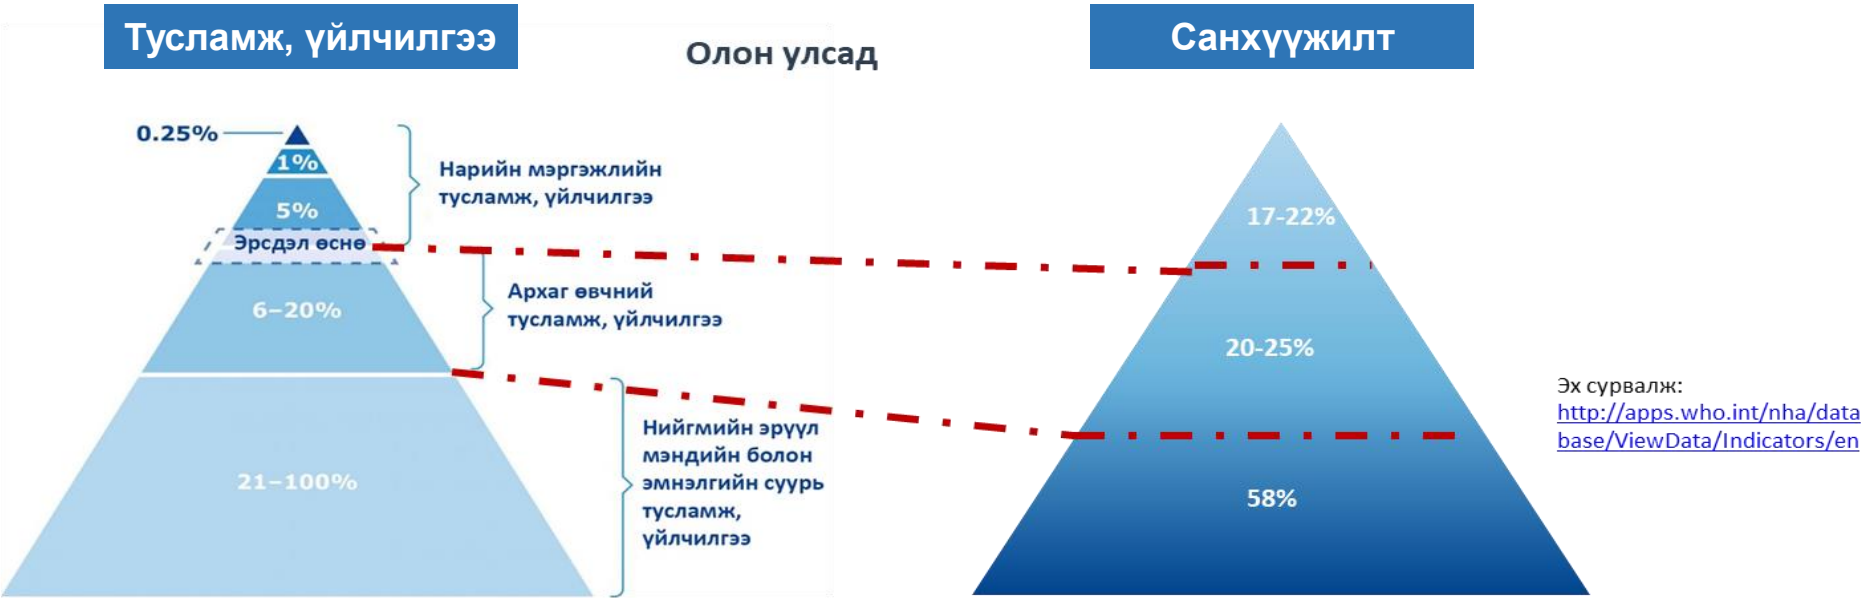 Тусламж, үйлчилгээ
Олон улсад
Санхүүжилт
0.25%
1%
5%
Эрсдэл өснө
6–20%
21–100%
Нарийн мэргэжлийн
тусламж, үйлчилгээ
Архаг өвчний
тусламж, үйлчилгээ
Нийгмийн эрүүл
мэндийн болон
эмнэлгийн суурь
тусламж,
үйлчилгээ
17-22%
20-25%
58%
Эх сурвалж:
http://apps.who.int/nha/data
base/ViewData/Indicators/en